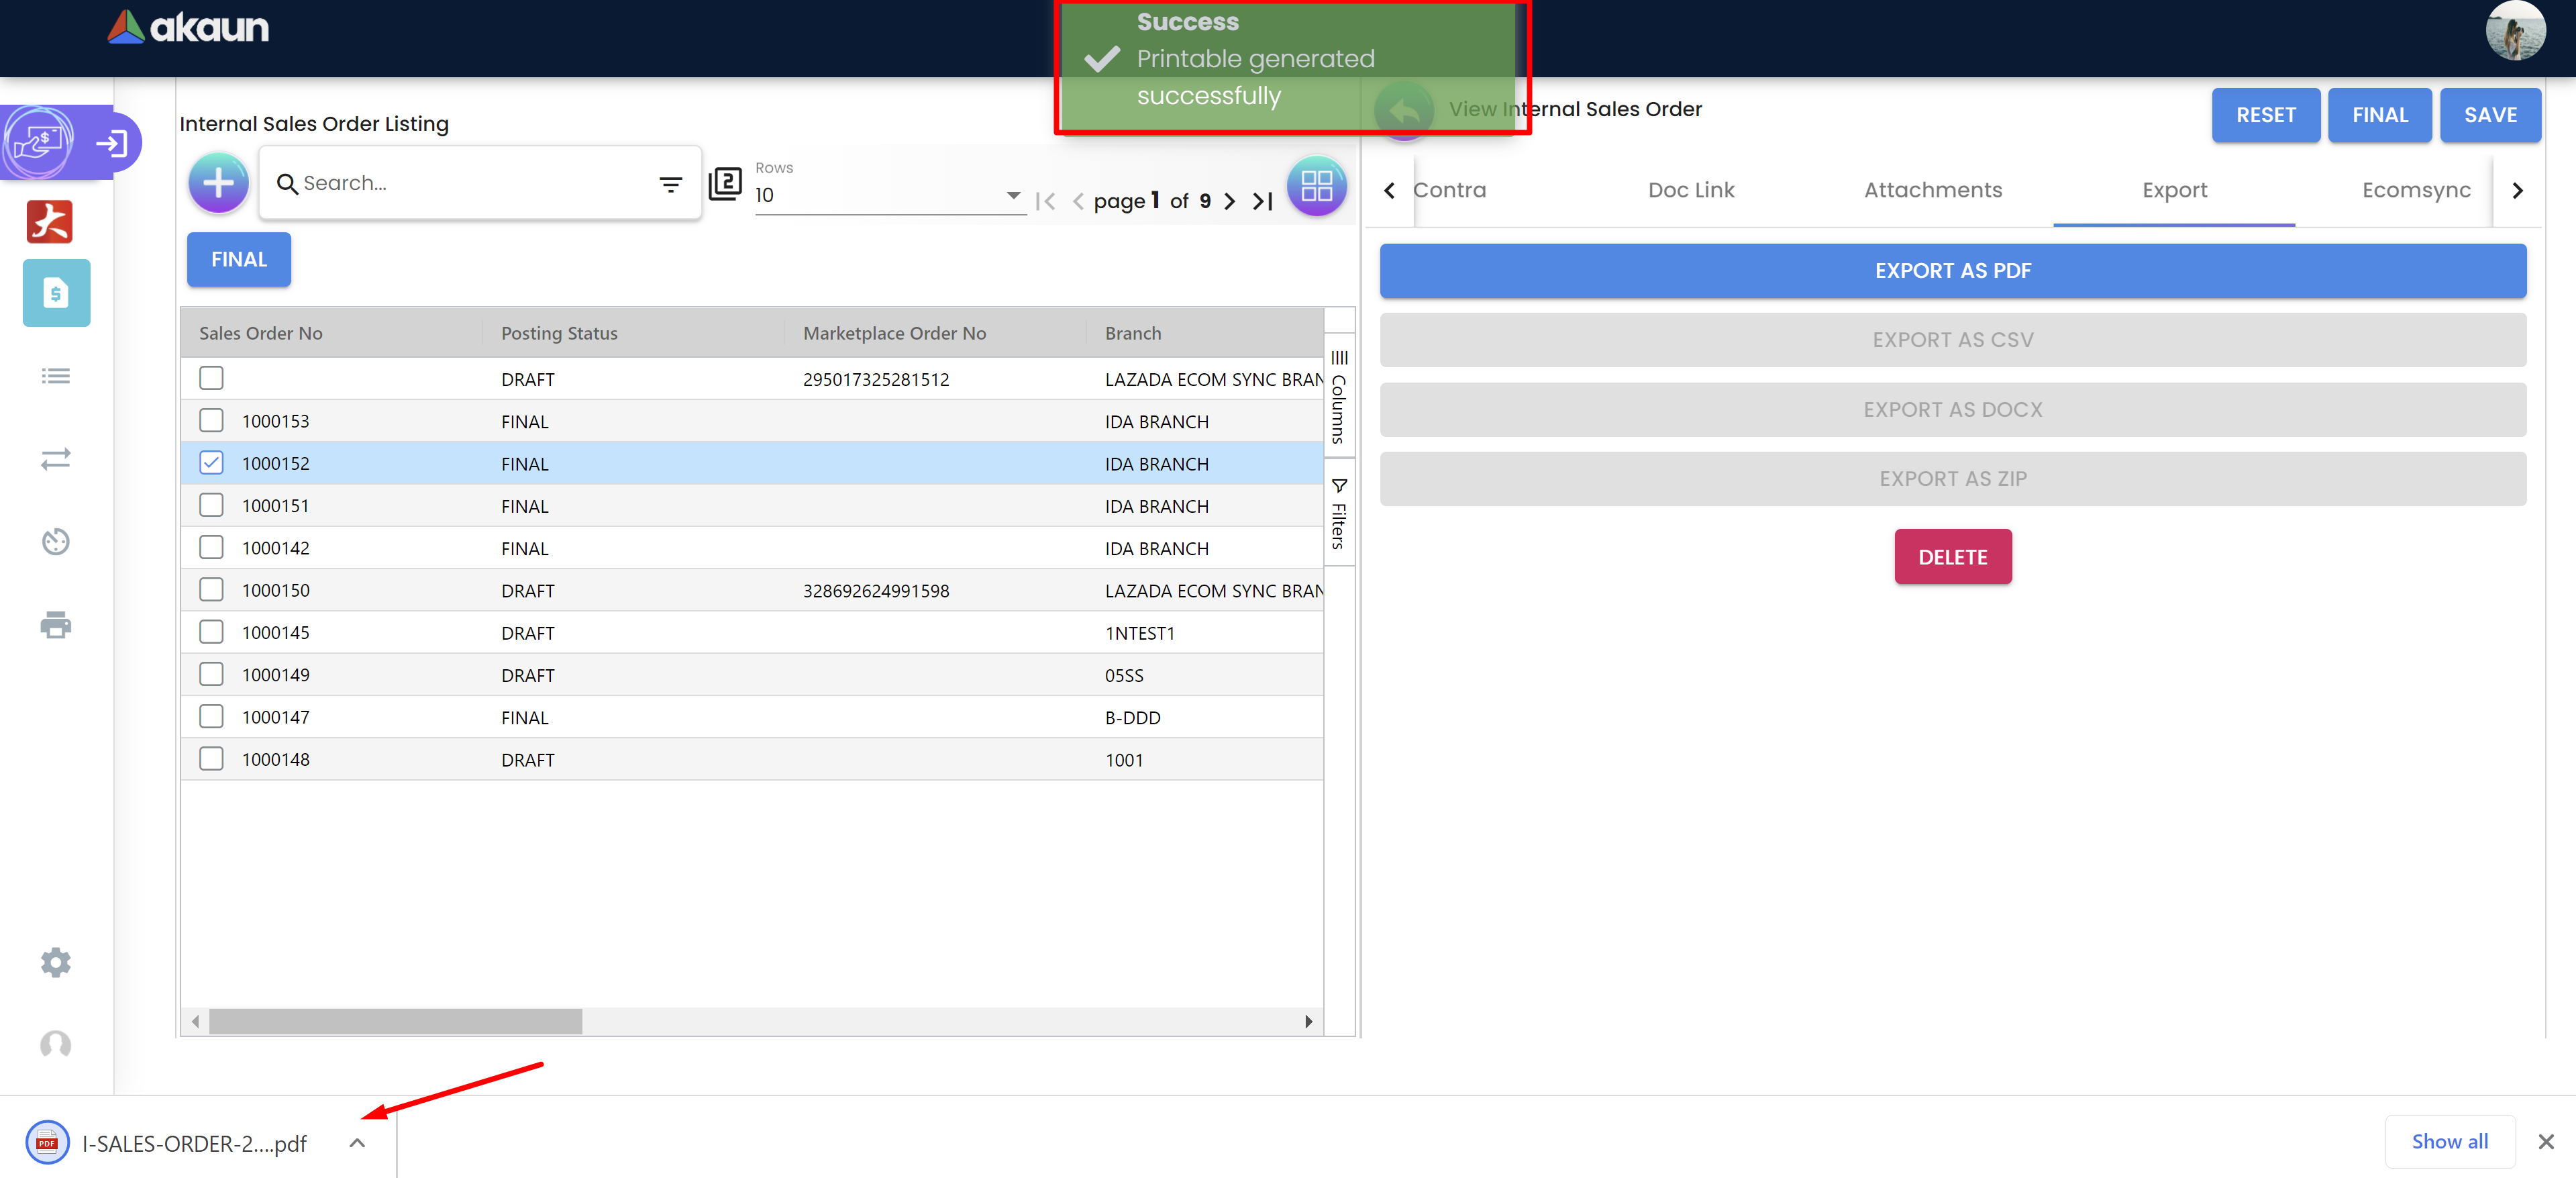 akaun
Success
Printable generated
successfully
Internal Sales Order Listing
View Internal Sales Order
RESET
FINAL
SAVE
Search...
2
Rows
10
page 1 of 9
Contra
Doc Link
Attachments
Export
Ecomsync
FINAL
EXPORT AS PDF
EXPORT AS CSV
EXPORT AS DOCX
EXPORT AS ZIP
DELETE
Sales Order No Posting Status Marketplace Order No Branch
DRAFT 295017325281512 LAZADA ECOM SYNC BRAN
1000153 FINAL IDA BRANCH
1000152 FINAL IDA BRANCH
1000151 FINAL IDA BRANCH
1000142 FINAL IDA BRANCH
1000150 DRAFT 328692624991598 LAZADA ECOM SYNC BRAN
1000145 DRAFT 1NTEST1
1000149 DRAFT 05SS
1000147 FINAL B-DDD
1000148 DRAFT 1001
Columns
Filters
PDF
I-SALES-ORDER-2....pdf
Show all